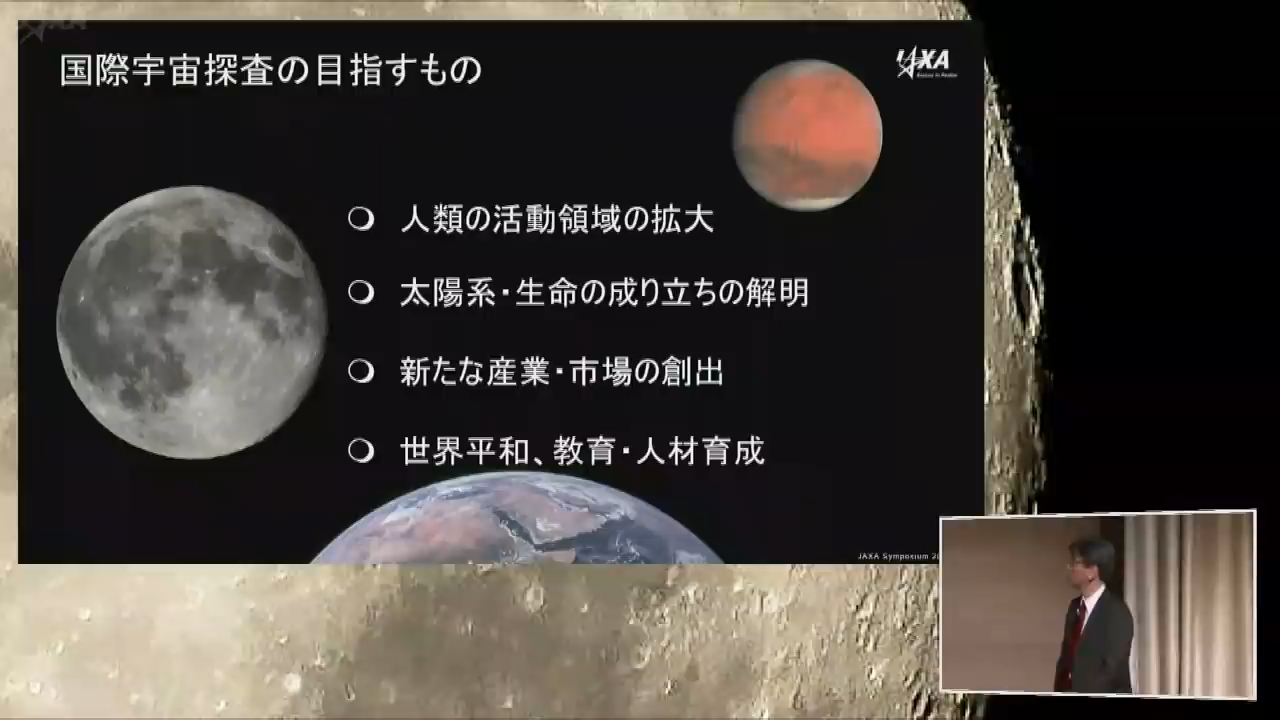 国際宇宙探査の目指すもの
JAXA
○ 人類の活動領域の拡大
○ 太陽系・生命の成り立ちの解明
○ 新たな産業・市場の創出
○ 世界平和、教育・人材育成
JAXA Symposium